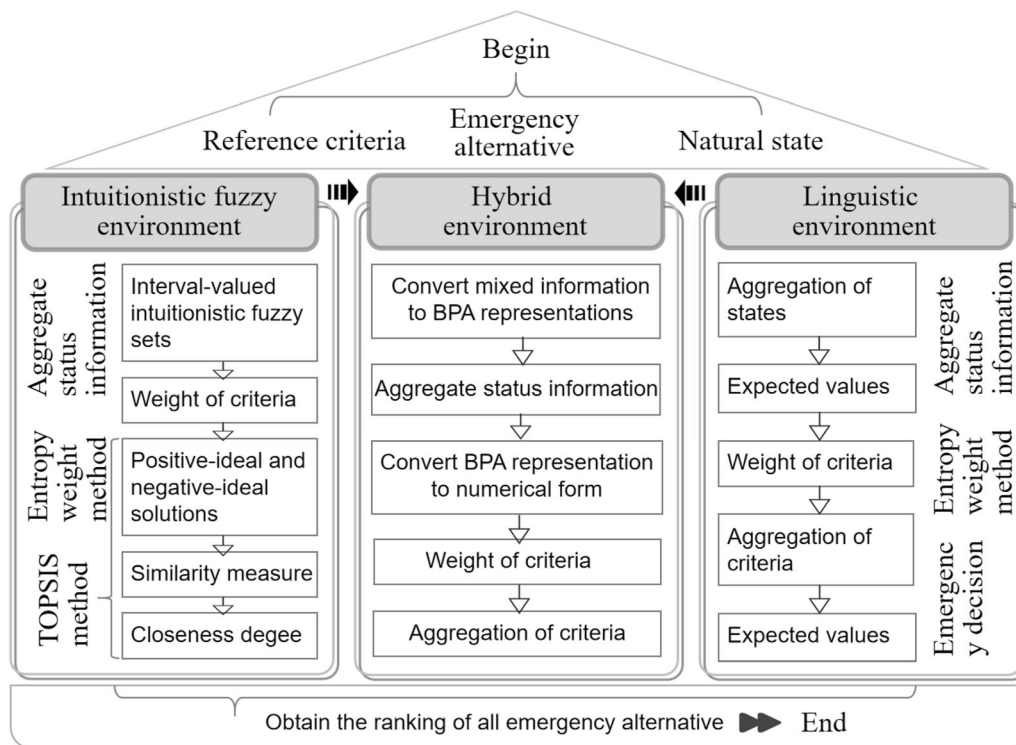 Begin
Reference criteria
Emergency
alternative
Natural state
Intuitionistic fuzzy
environment
Hybrid
environment
Linguistic
environment
Aggregate
status
information
Entropy
weight
method
TOPSIS
method
Interval-valued
intuitionistic fuzzy
sets
Weight of criteria
Positive-ideal and
negative-ideal
solutions
Similarity measure
Closeness degee
Convert mixed information
to BPA representations
Aggregate status information
Convert BPA representation
to numerical form
Weight of criteria
Aggregation of criteria
Aggregation of
states
Expected values
Weight of criteria
Aggregation of
criteria
Expected values
Aggregate
status
information
Entropy
weight
method
Emergenc
y decision
Obtain the ranking of all emergency alternative
End